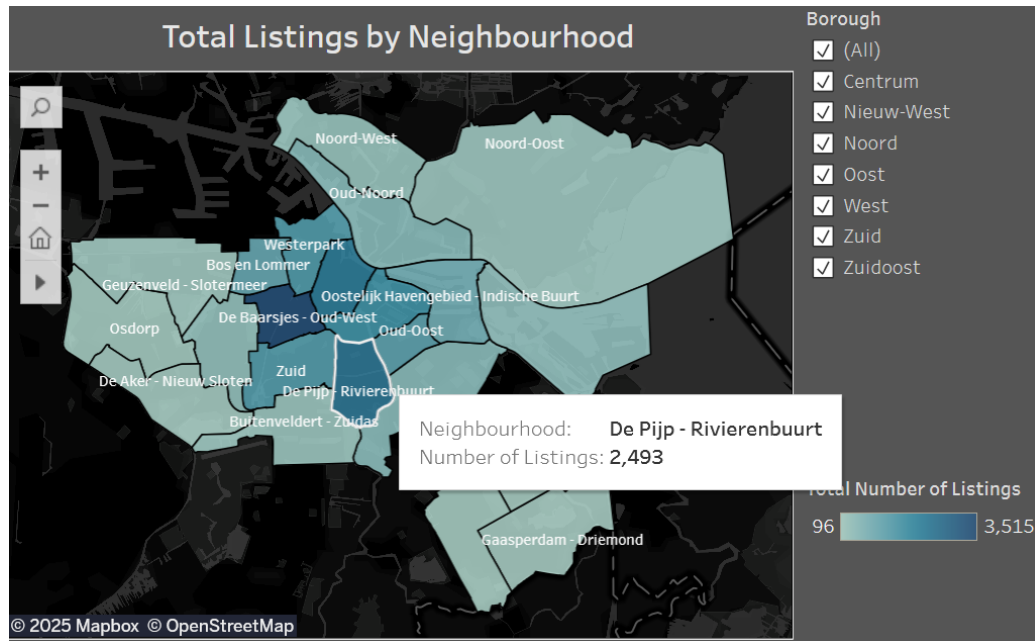 Total Listings by Neighbourhood
Noord-West
Noord-Oost
Oud-Noord
Westerpark
Bos en Lommer
Geuzenveld - Slotermeer
Oostelijk Havengebied - Indische Buurt
De Baarsjes - Oud-West
Osdorp
Oud-Oost
Zuid
De Aker - Nieuw Sloten
De Pijp - Rivierenbuurt
Buitenveldert - Zuidas
Neighbourhood: De Pijp - Rivierenbuurt
Number of Listings: 2,493
Gaasperdam - Driemond
© 2025 Mapbox © OpenStreetMap
Borough
(All)
Centrum
Nieuw-West
Noord
Oost
West
Zuid
Zuidoost
Total Number of Listings
96 3,515